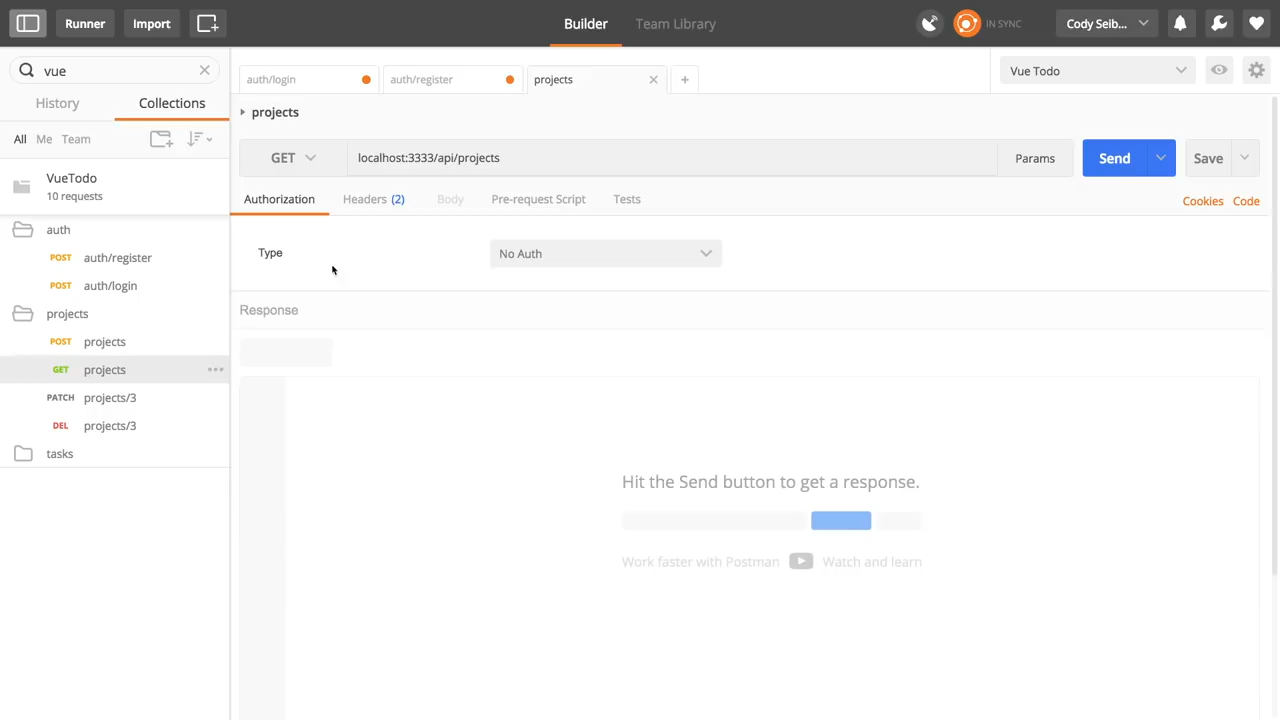 Runner
Import
Builder
Team Library
IN SYNC
Cody Seib...
vue
History
Collections
All Me Team
VueTodo
10 requests
auth
POST auth/register
POST auth/login
projects
POST projects
GET projects
PATCH projects/3
DEL projects/3
tasks
auth/login
auth/register
projects
Vue Todo
projects
GET
localhost:3333/api/projects
Params
Send
Save
Authorization
Headers (2)
Body
Pre-request Script
Tests
Cookies
Code
Type
No Auth
Response
Hit the Send button to get a response.
Work faster with Postman
Watch and learn